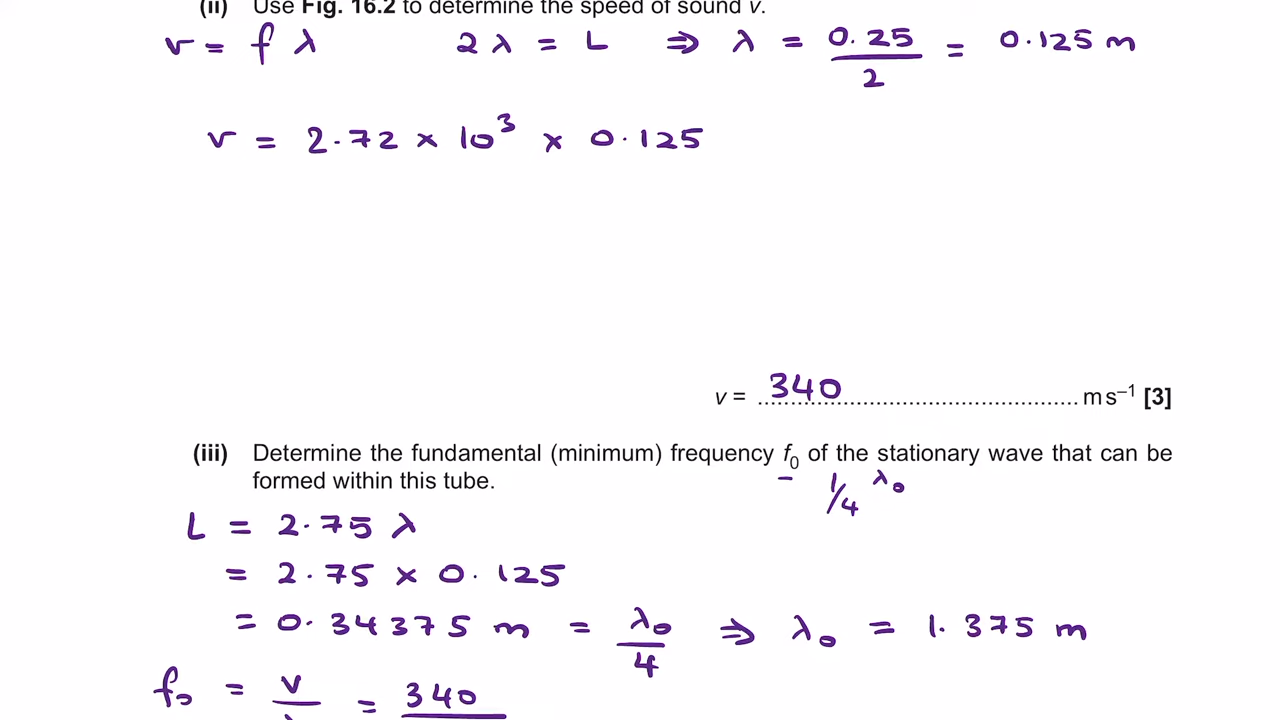 (ii) Use Fig. 16.2 to determine the speed of sound v.
v = f λ 2 λ = L ⇒ λ = 0.25 / 2 = 0.125 m
v = 2.72 × 10³ × 0.125
v = 340 m s⁻¹ [3]
(iii) Determine the fundamental (minimum) frequency f₀ of the stationary wave that can be
formed within this tube.
1/4 λ₀
L = 2.75 λ
= 2.75 × 0.125
= 0.34375 m = λ₀ / 4 ⇒ λ₀ = 1.375 m
f₀ = v = 340